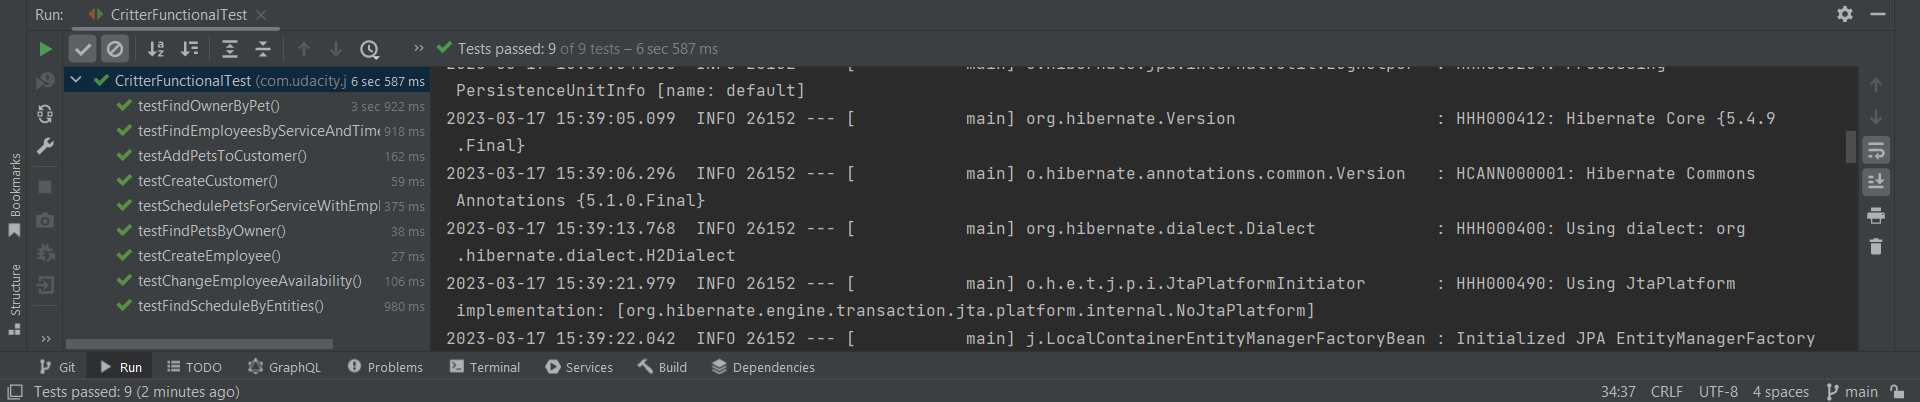 Run: CritterFunctionalTest
Tests passed: 9 of 9 tests – 6 sec 587 ms
CritterFunctionalTest (com.udacity.j 6 sec 587 ms
testFindOwnerByPet() 3 sec 922 ms
testFindEmployeesByServiceAndTime 918 ms
testAddPetsToCustomer() 162 ms
testCreateCustomer() 59 ms
testSchedulePetsForServiceWithEmpl 375 ms
testFindPetsByOwner() 38 ms
testCreateEmployee() 27 ms
testChangeEmployeeAvailability() 106 ms
testFindScheduleByEntities() 980 ms
PersistenceUnitInfo [name: default]
2023-03-17 15:39:05.099  INFO 26152 --- [           main] org.hibernate.Version                    : HHH000412: Hibernate Core {5.4.9
.Final}
2023-03-17 15:39:06.296  INFO 26152 --- [           main] o.hibernate.annotations.common.Version   : HCANN000001: Hibernate Commons
Annotations {5.1.0.Final}
2023-03-17 15:39:13.768  INFO 26152 --- [           main] org.hibernate.dialect.Dialect            : HHH000400: Using dialect: org
.hibernate.dialect.H2Dialect
2023-03-17 15:39:21.979  INFO 26152 --- [           main] o.h.e.t.j.p.i.JtaPlatformInitiator       : HHH000490: Using JtaPlatform
implementation: [org.hibernate.engine.transaction.jta.platform.internal.NoJtaPlatform]
2023-03-17 15:39:22.042  INFO 26152 --- [           main] j.LocalContainerEntityManagerFactoryBean : Initialized JPA EntityManagerFactory
Bookmarks
Structure
Git Run TODO GraphQL Problems Terminal Services Build Dependencies
Tests passed: 9 (2 minutes ago) 34:37 CRLF UTF-8 4 spaces main